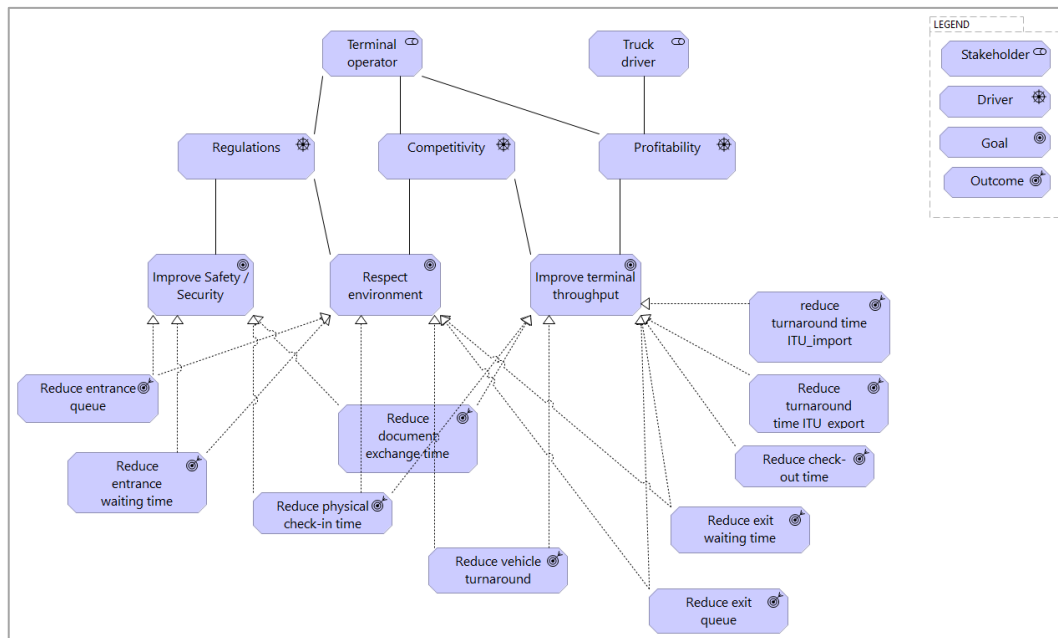 LEGEND
Terminal
operator
Truck
driver
Stakeholder
Driver
Goal
Outcome
Regulations
Competitivity
Profitability
Improve Safety /
Security
Respect
environment
Improve terminal
throughput
reduce
turnaround time
ITU_import
Reduce entrance
queue
Reduce
turnaround
time ITU_export
Reduce
document
exchange time
Reduce
entrance
waiting time
Reduce check-
out time
Reduce physical
check-in time
Reduce exit
waiting time
Reduce vehicle
turnaround
Reduce exit
queue